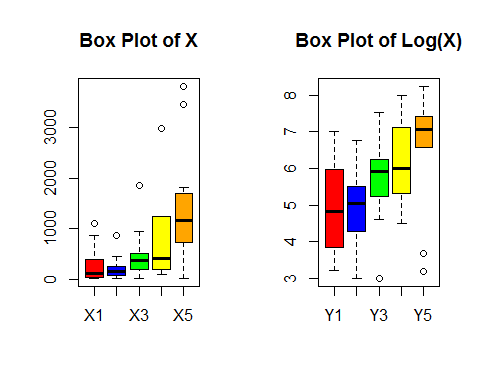 Box Plot of X
Box Plot of Log(X)
3000
2000
1000
0
X1
X3
X5
8
7
6
5
4
3
Y1
Y3
Y5